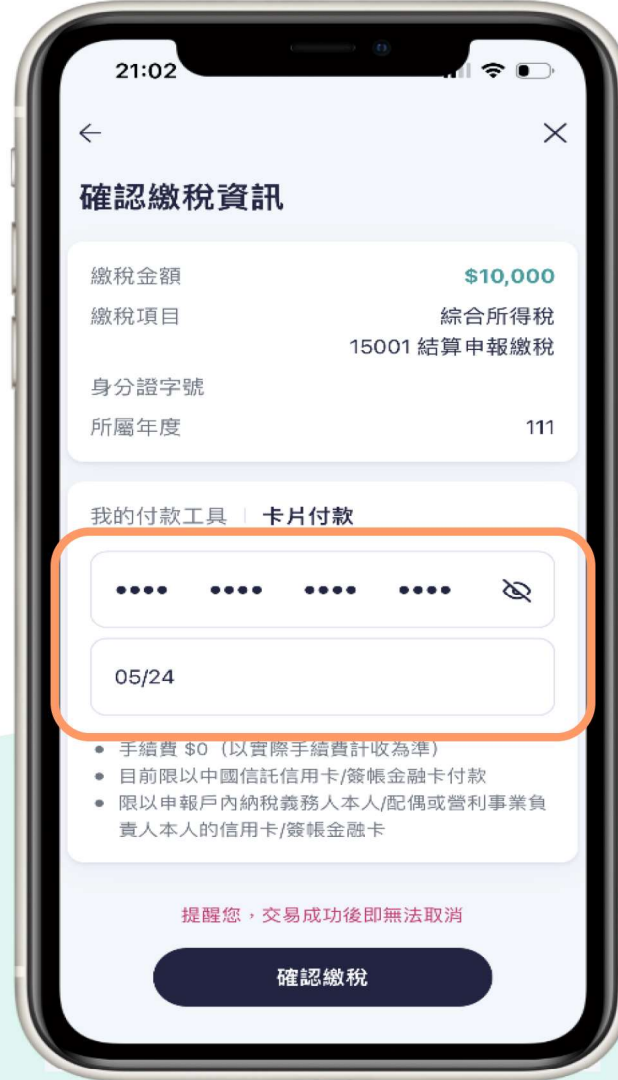 21:02
確認繳稅資訊
繳稅金額 $10,000
繳稅項目 綜合所得稅
15001 結算申報繳稅
身分證字號
所屬年度 111
我的付款工具 | 卡片付款
•••• •••• •••• ••••
05/24
• 手續費 $0（以實際手續費計收為準）
• 目前限以中國信託信用卡/簽帳金融卡付款
• 限以申報戶內納稅義務人本人/配偶或營利事業負
責人本人的信用卡/簽帳金融卡
提醒您，交易成功後即無法取消
確認繳稅